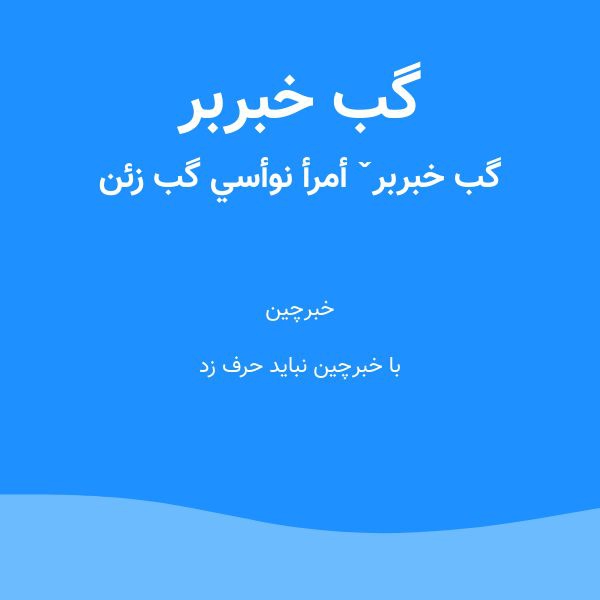 گب خبربر
گب خبربرˇ أمرأ نوأسي گب زئن
خبرچین
با خبرچین نباید حرف زد